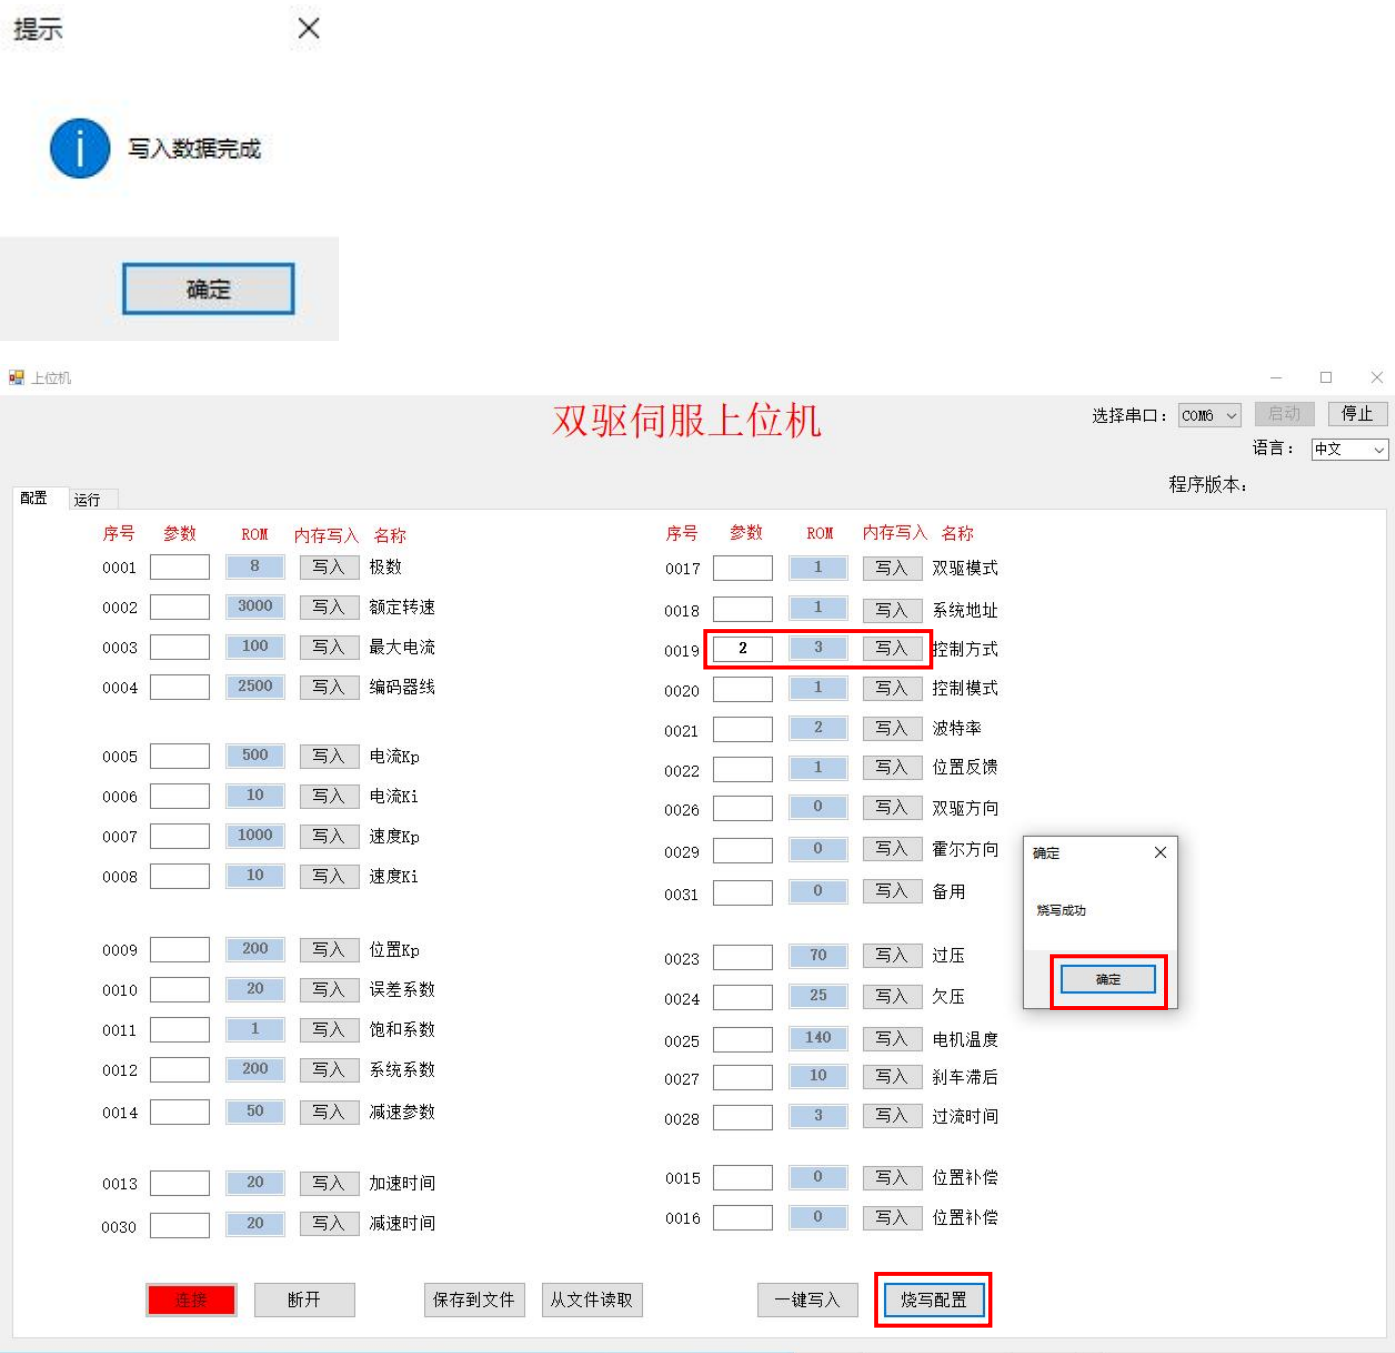 提示
写入数据完成
确定
上位机
双驱伺服上位机
选择串口： COM6 启动 停止
语言： 中文
程序版本：
配置 运行
序号 参数 ROM 内存写入 名称 序号 参数 ROM 内存写入 名称
0001 8 写入 极数 0017 1 写入 双驱模式
0002 3000 写入 额定转速 0018 1 写入 系统地址
0003 100 写入 最大电流 0019 2 3 写入 控制方式
0004 2500 写入 编码器线 0020 1 写入 控制模式
0021 2 写入 波特率
0005 500 写入 电流Kp 0022 1 写入 位置反馈
0006 10 写入 电流Ki 0026 0 写入 双驱方向
0007 1000 写入 速度Kp 0029 0 写入 霍尔方向
0008 10 写入 速度Ki 0031 0 写入 备用
确定
烧写成功
确定
0009 200 写入 位置Kp 0023 70 写入 过压
0010 20 写入 误差系数 0024 25 写入 欠压
0011 1 写入 饱和系数 0025 140 写入 电机温度
0012 200 写入 系统系数 0027 10 写入 刹车滞后
0014 50 写入 减速参数 0028 3 写入 过流时间
0013 20 写入 加速时间 0015 0 写入 位置补偿
0030 20 写入 减速时间 0016 0 写入 位置补偿
连接 断开 保存到文件 从文件读取 一键写入 烧写配置